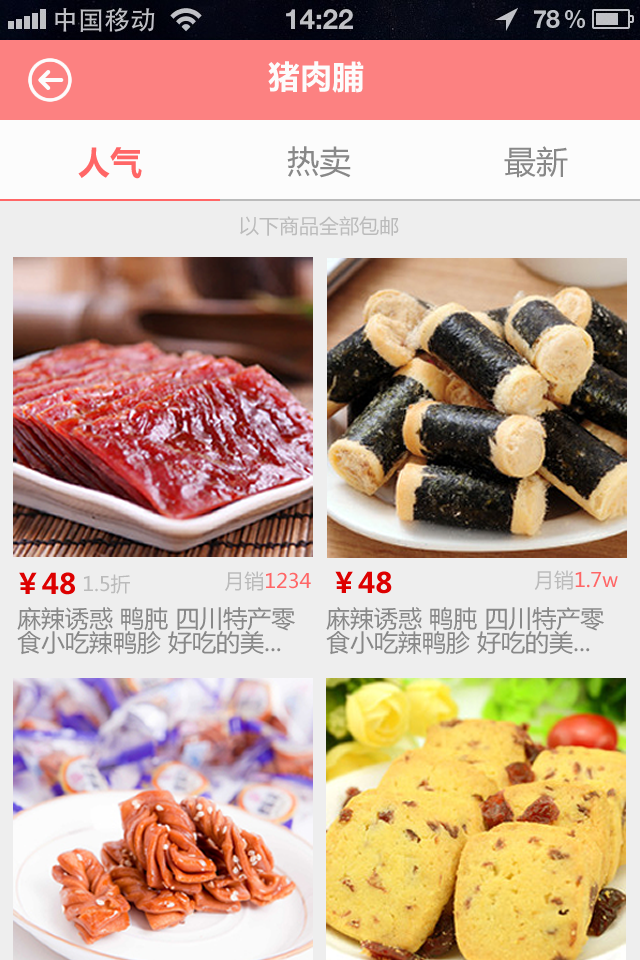 中国移动 14:22 78%
猪肉脯
人气 热卖 最新
以下商品全部包邮
¥48 1.5折 月销1234
麻辣诱惑 鸭肫 四川特产零
食小吃辣鸭胗 好吃的美...
¥48 月销1.7w
麻辣诱惑 鸭肫 四川特产零
食小吃辣鸭胗 好吃的美...